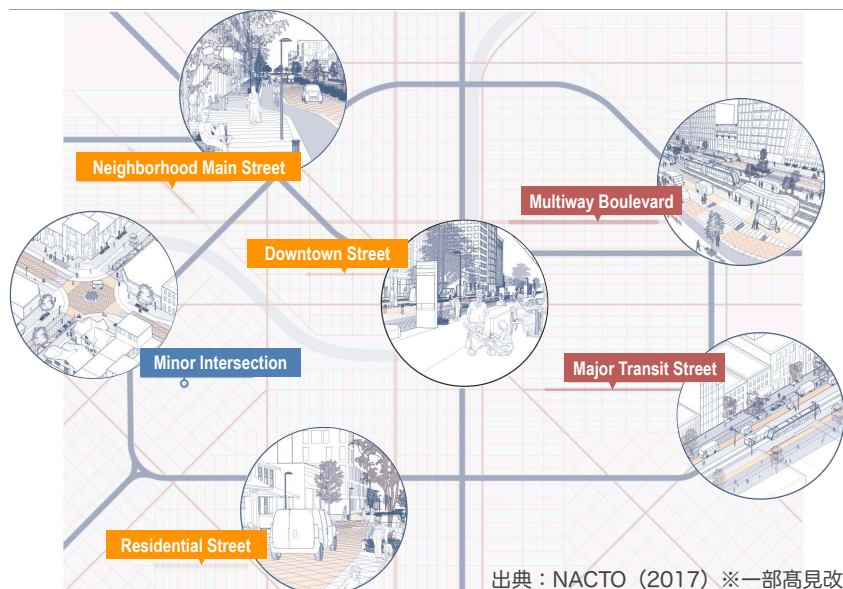 Neighborhood Main Street
Multiway Boulevard
Downtown Street
Minor Intersection
Major Transit Street
Residential Street
出典：NACTO（2017）※一部髙見改